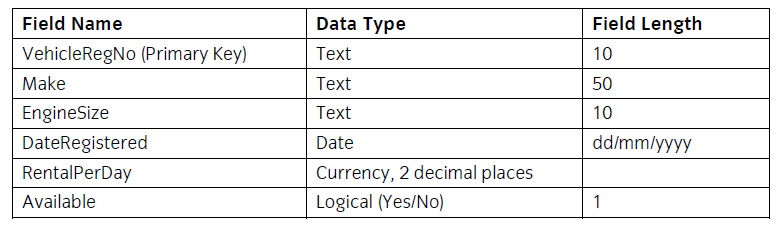 Field Name Data Type Field Length
VehicleRegNo (Primary Key) Text 10
Make Text 50
EngineSize Text 10
DateRegistered Date dd/mm/yyyy
RentalPerDay Currency, 2 decimal places
Available Logical (Yes/No) 1